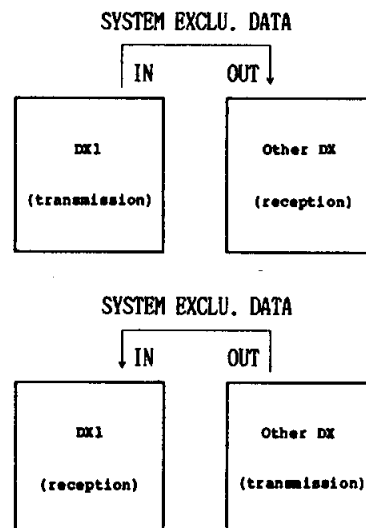 SYSTEM EXCLU. DATA
IN OUT
DX1 Other DX
(transmission) (reception)
SYSTEM EXCLU. DATA
IN OUT
DX1 Other DX
(reception) (transmission)